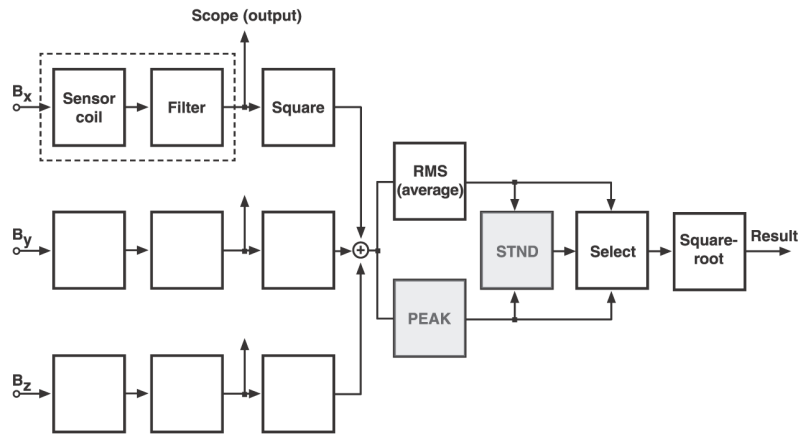 Scope (output)
Bx
Sensor
coil
Filter
Square
RMS
(average)
By
+
STND
Select
Square-
root
Result
PEAK
Bz